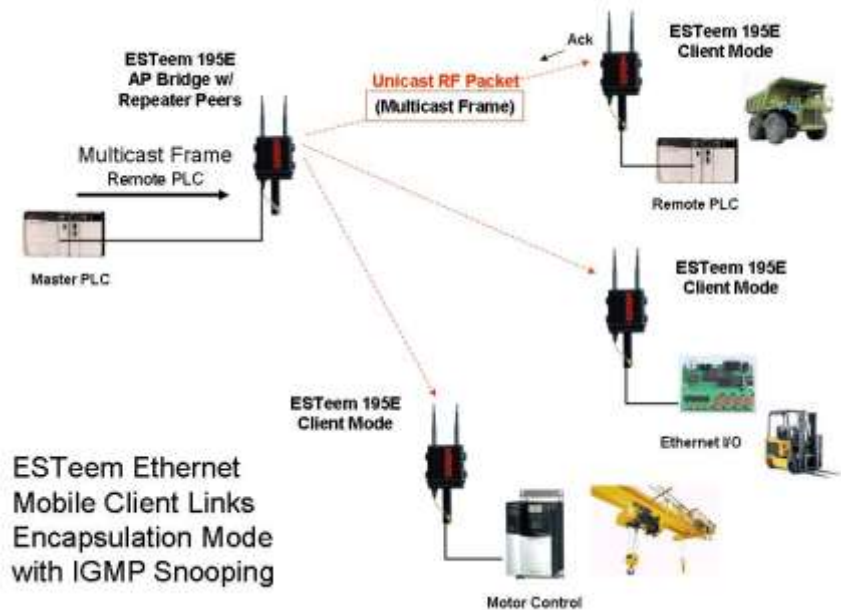 ESTeem 195E
AP Bridge w/
Repeater Peers
Ack
ESTeem 195E
Client Mode
Unicast RF Packet
(Multicast Frame)
Multicast Frame
Remote PLC
Remote PLC
Master PLC
ESTeem 195E
Client Mode
ESTeem 195E
Client Mode
Ethernet I/O
ESTeem Ethernet
Mobile Client Links
Encapsulation Mode
with IGMP Snooping
Motor Control